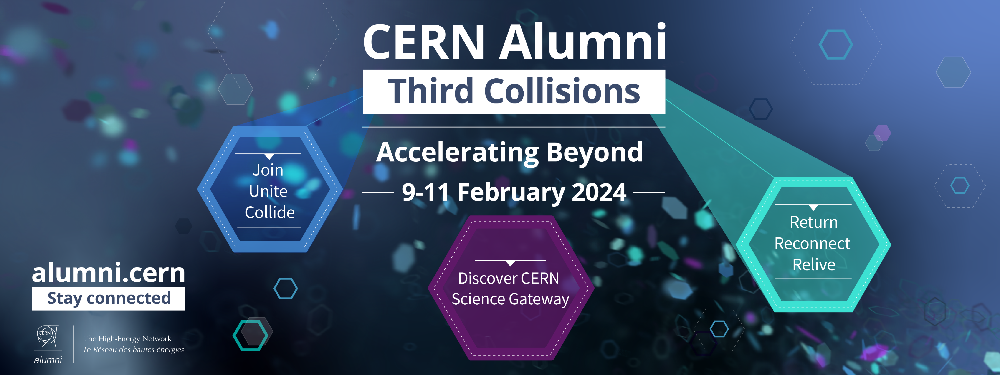 CERN Alumni
Third Collisions
Accelerating Beyond
9-11 February 2024
Join
Unite
Collide
Discover CERN
Science Gateway
Return
Reconnect
Relive
alumni.cern
Stay connected
CERN
alumni
The High-Energy Network
Le Réseau des hautes énergies